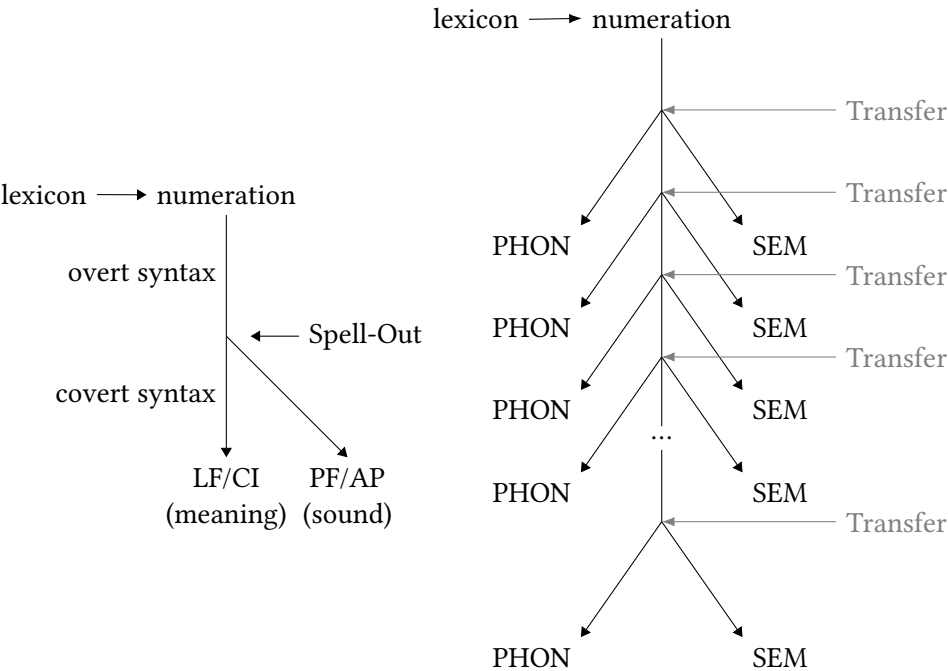 lexicon numeration
overt syntax
Spell-Out
covert syntax
LF/CI PF/AP
(meaning) (sound)
lexicon numeration
Transfer
Transfer
PHON SEM
Transfer
PHON SEM
Transfer
PHON SEM
...
PHON SEM
Transfer
PHON SEM